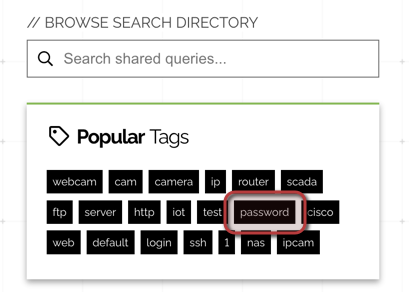 // BROWSE SEARCH DIRECTORY
Search shared queries...
Popular Tags
webcam cam camera ip router scada
ftp server http iot test password cisco
web default login ssh 1 nas ipcam